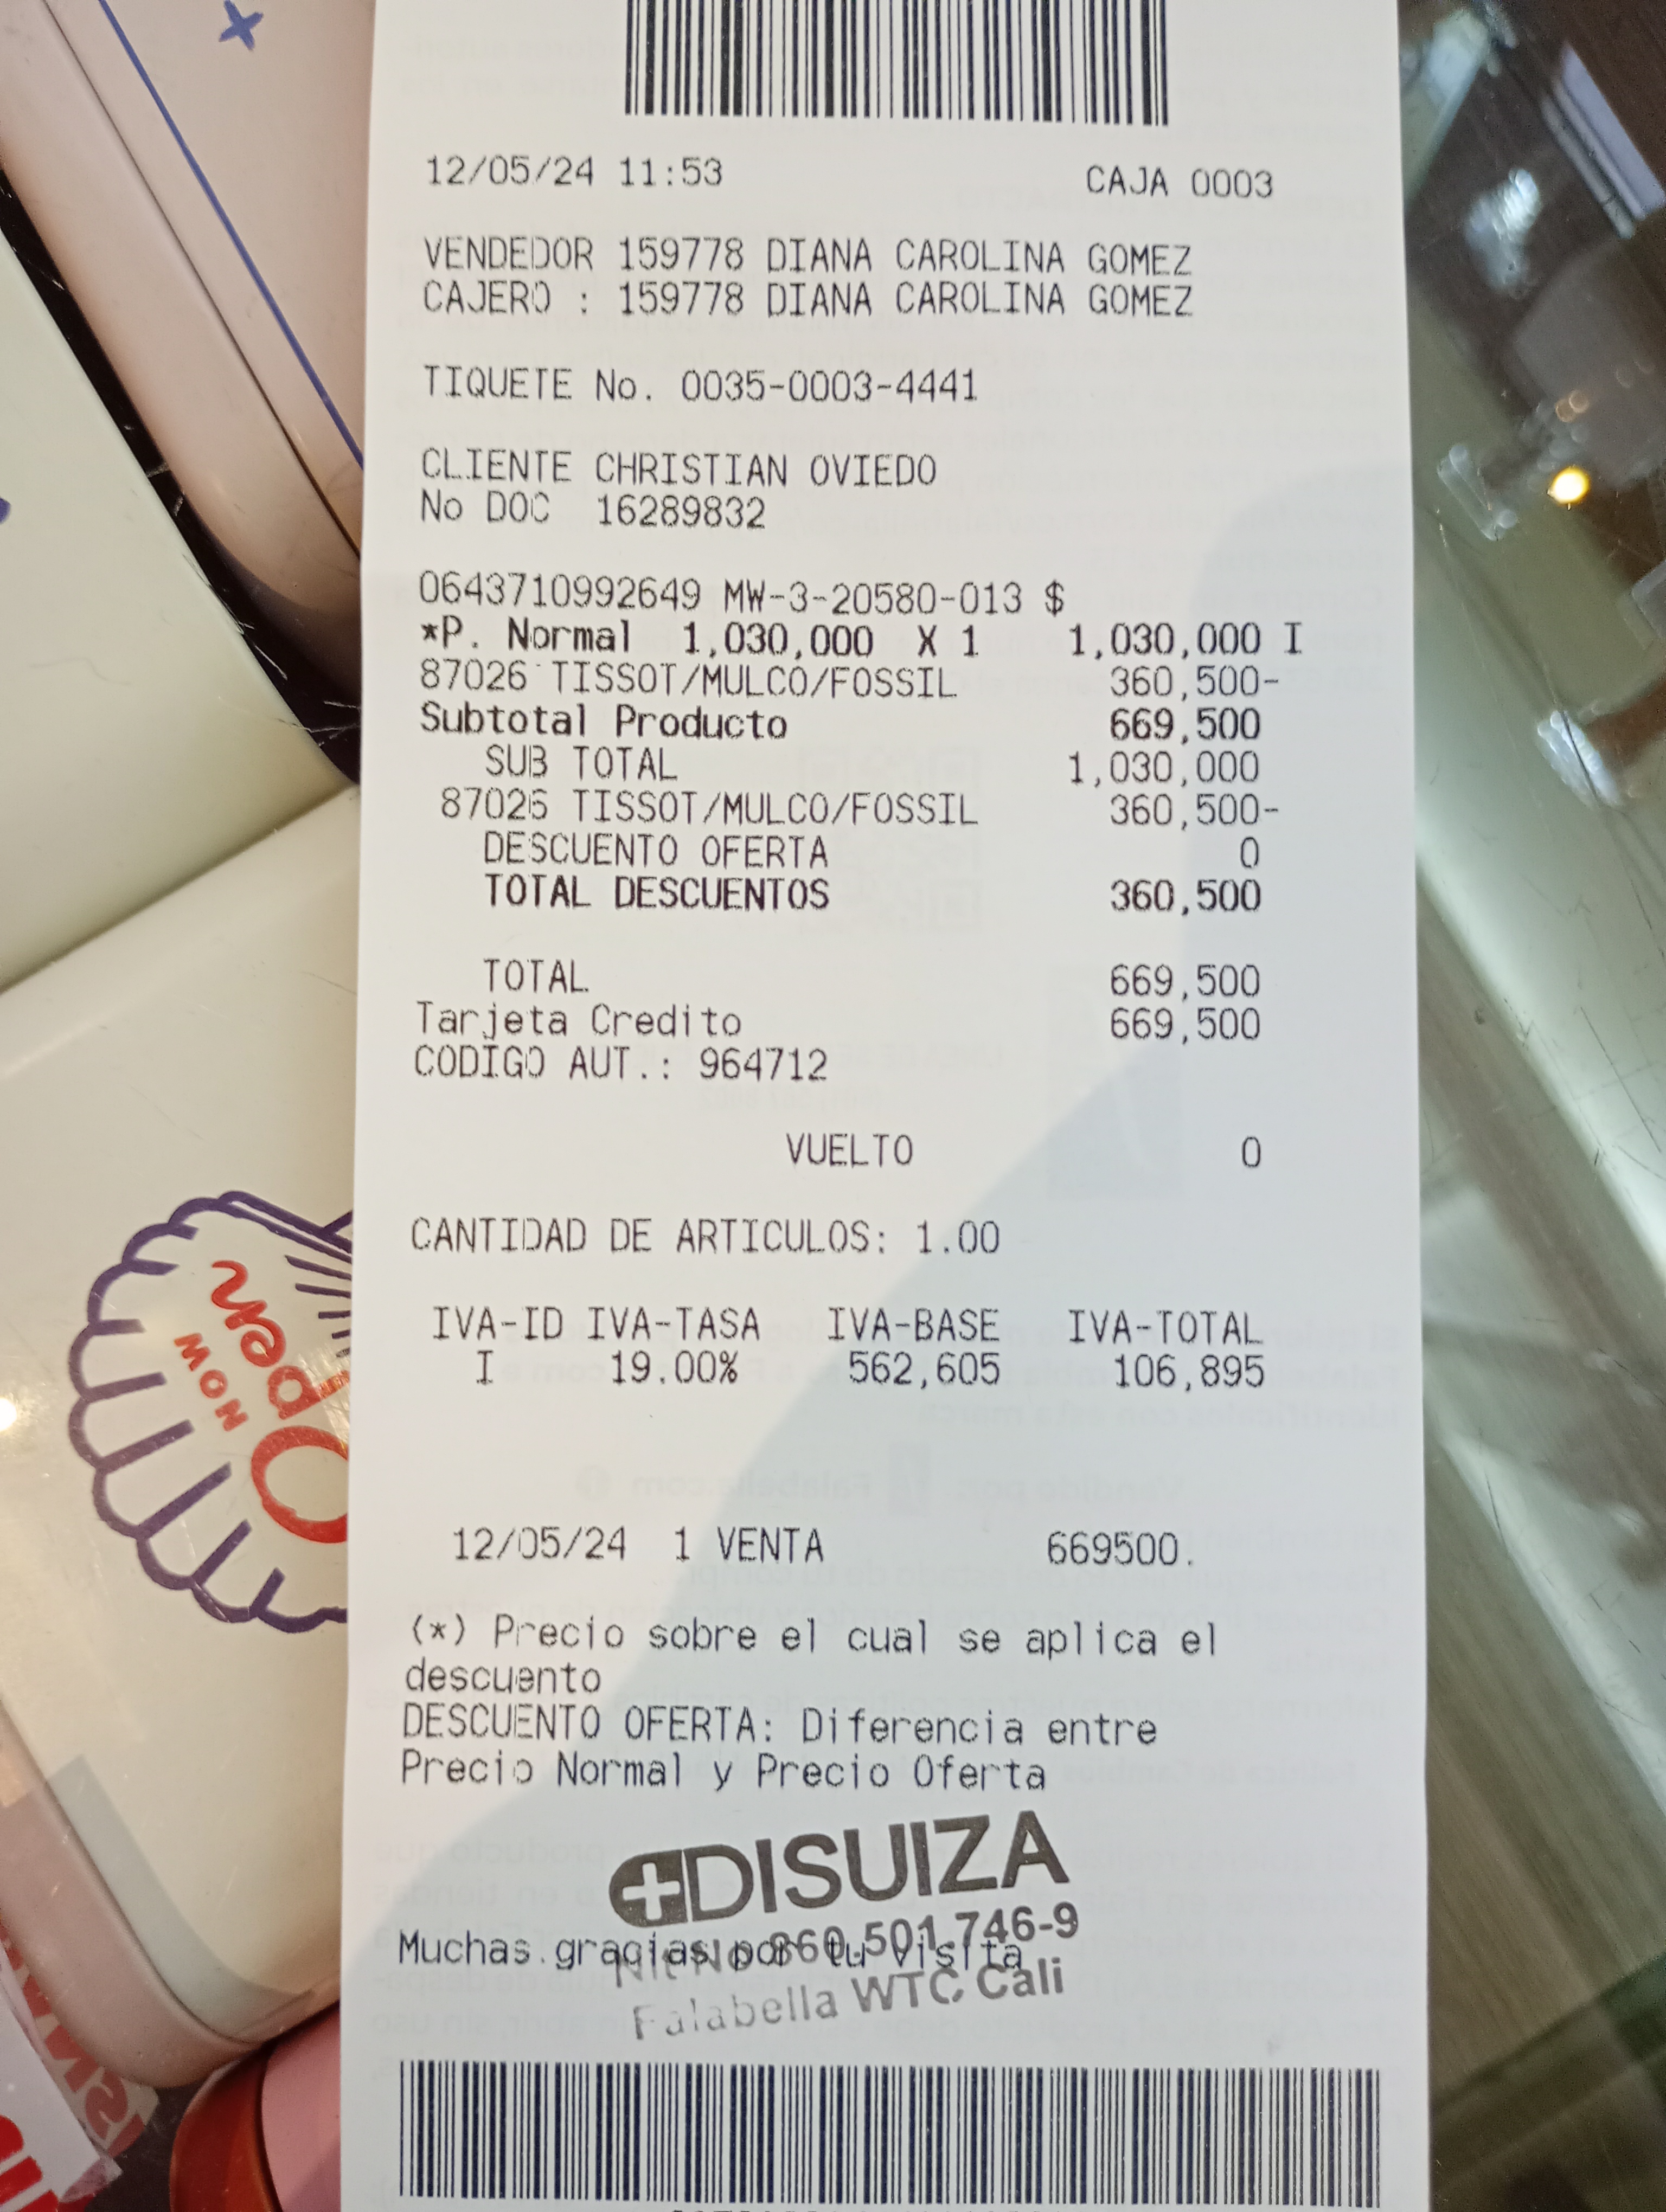 12/05/24 11:53 CAJA 0003
VENDEDOR 159778 DIANA CAROLINA GOMEZ
CAJERO : 159778 DIANA CAROLINA GOMEZ
TIQUETE No. 0035-0003-4441
CLIENTE CHRISTIAN OVIEDO
No DOC 16289832
0643710992649 MW-3-20580-013 $
*P. Normal 1,030,000 X 1 1,030,000 I
87026 TISSOT/MULCO/FOSSIL 360,500-
Subtotal Producto 669,500
SUB TOTAL 1,030,000
87026 TISSOT/MULCO/FOSSIL 360,500-
DESCUENTO OFERTA 0
TOTAL DESCUENTOS 360,500
TOTAL 669,500
Tarjeta Credito 669,500
CODIGO AUT.: 964712
VUELTO 0
CANTIDAD DE ARTICULOS: 1.00
IVA-ID IVA-TASA IVA-BASE IVA-TOTAL
I 19.00% 562,605 106,895
12/05/24 1 VENTA 669500.
(*) Precio sobre el cual se aplica el
descuento
DESCUENTO OFERTA: Diferencia entre
Precio Normal y Precio Oferta
DISUIZA
Nit No 860.501.746-9
Muchas gracias por tu visita
Falabella WTC Cali
Open
NOW